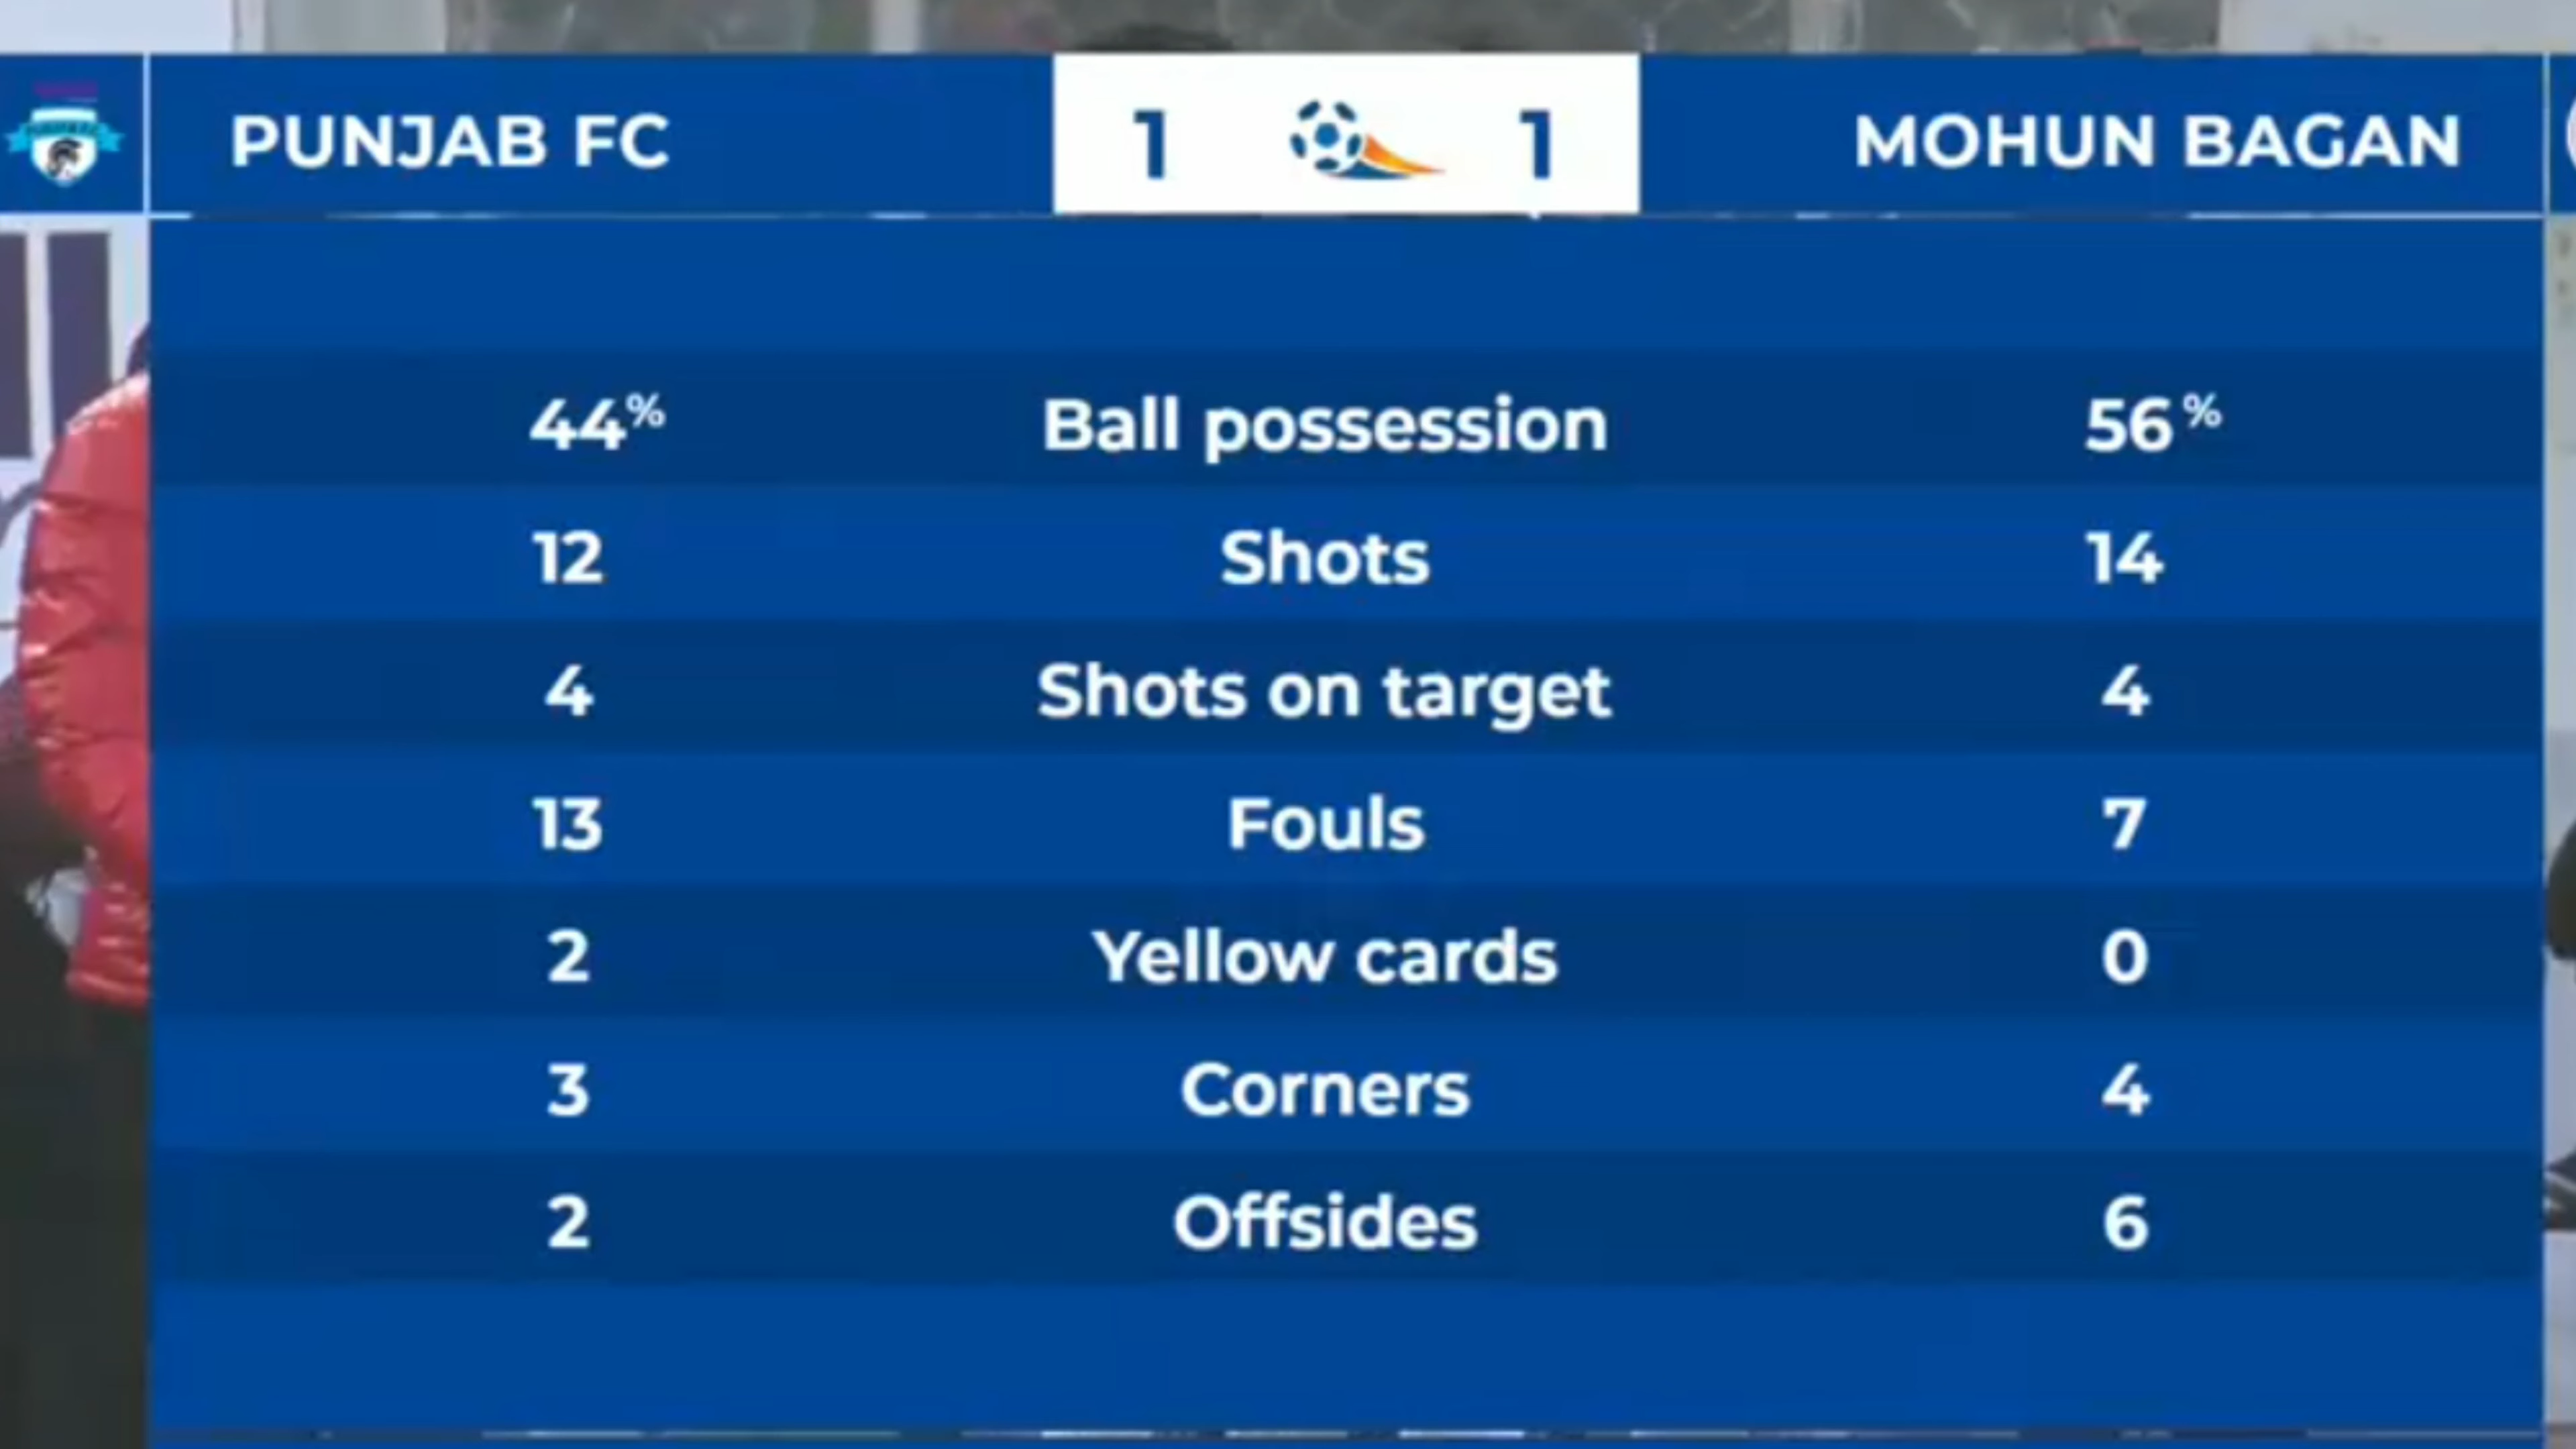 PUNJAB FC 1 1 MOHUN BAGAN
44% Ball possession 56%
12 Shots 14
4 Shots on target 4
13 Fouls 7
2 Yellow cards 0
3 Corners 4
2 Offsides 6